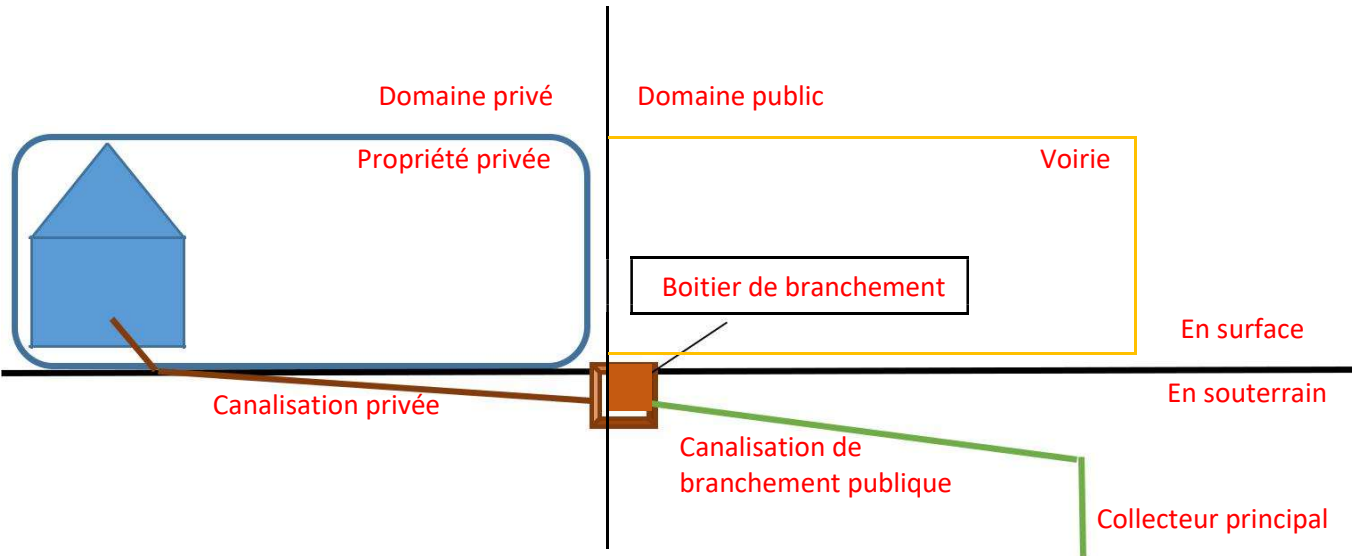 Domaine privé
Domaine public
Propriété privée
Voirie
Boitier de branchement
En surface
En souterrain
Canalisation privée
Canalisation de
branchement publique
Collecteur principal